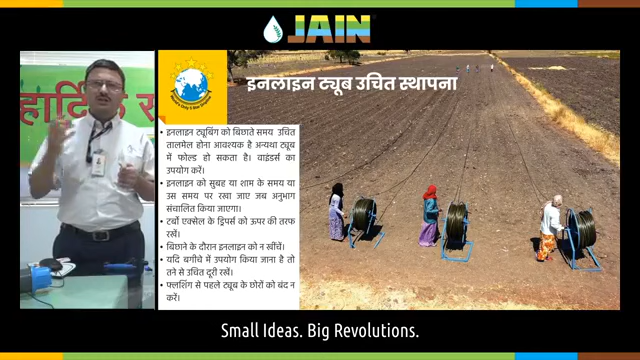 JAIN
इनलाइन ट्यूब उचित स्थापना
हार्दिक
• इनलाइन ट्यूबिंग को बिछाते समय उचित
तालमेल होना आवश्यक है अन्यथा ट्यूब
में फोल्ड हो सकता है। वाइंडर्स का
उपयोग करें।
• इनलाइन को सुबह या शाम के समय या
उस समय पर रखा जाए जब अनुभाग
संचालित किया जाएगा।
• टर्बो एक्सेल के ड्रिपर्स को ऊपर की तरफ
रखें।
• बिछाने के दौरान इनलाइन को न खींचें।
• यदि बगीचे में उपयोग किया जाना है तो
तने से उचित दूरी रखें।
• फ्लशिंग से पहले ट्यूब के छोरों को बंद न
करें।
Small Ideas. Big Revolutions.